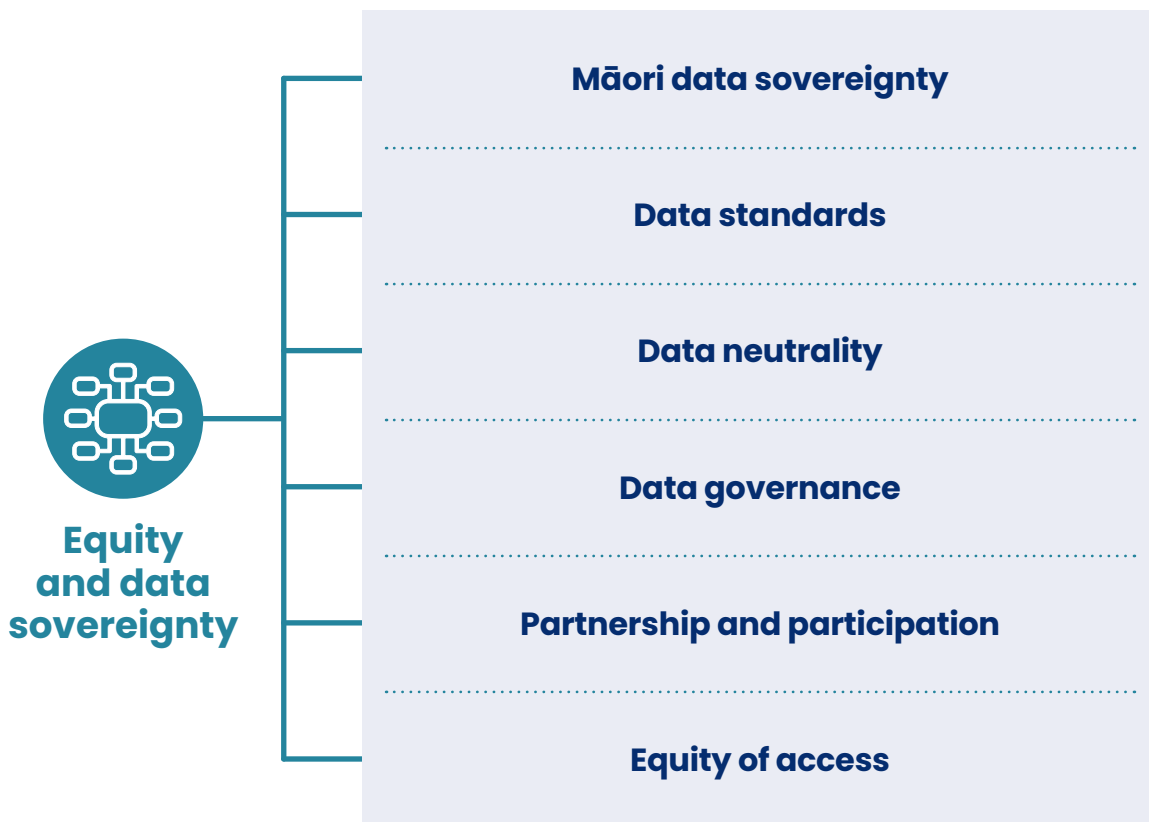 Māori data sovereignty
Data standards
Data neutrality
Data governance
Partnership and participation
Equity of access
Equity
and data
sovereignty